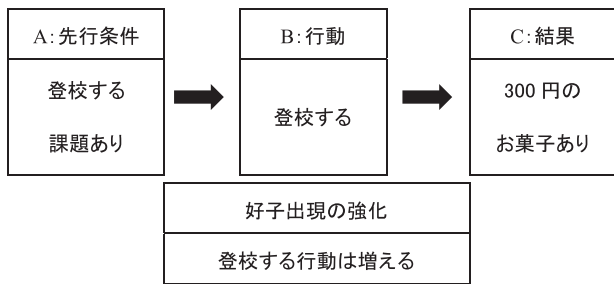 A:先行条件
登校する
課題あり
B:行動
登校する
C:結果
300円の
お菓子あり
好子出現の強化
登校する行動は増える